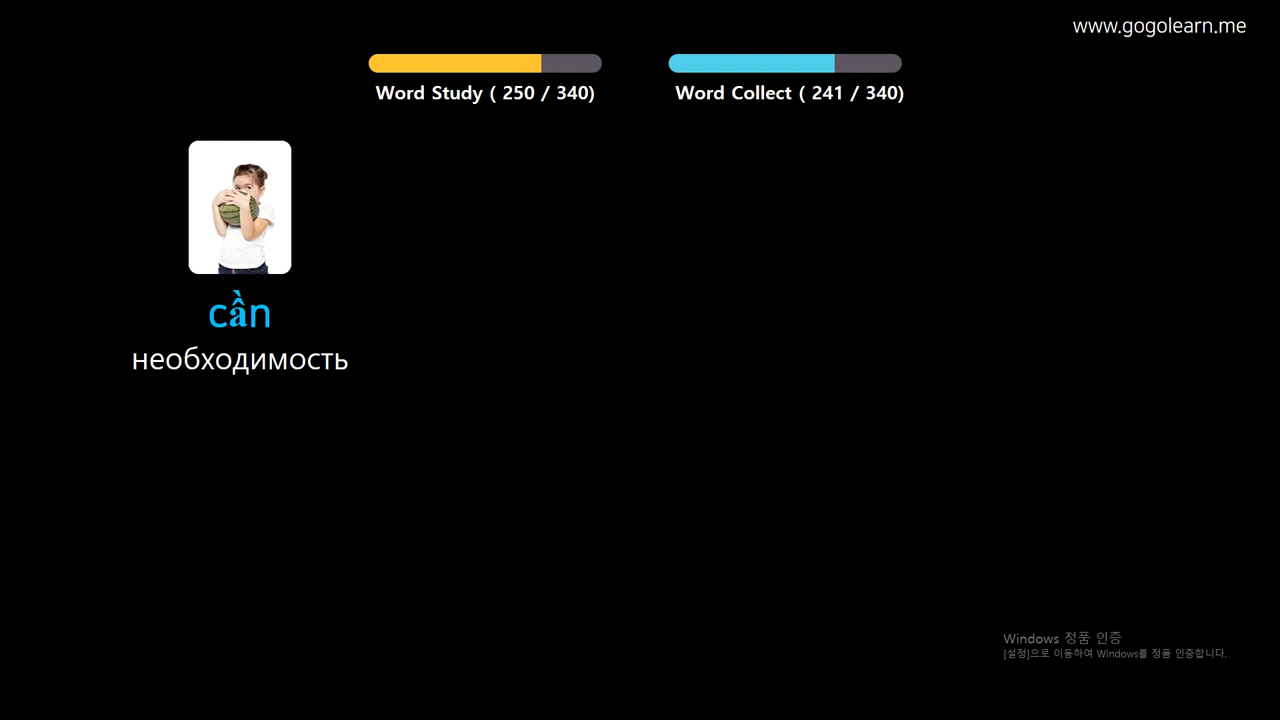 www.gogolearn.me
Word Study ( 250 / 340)
Word Collect ( 241 / 340)
cần
необходимость
Windows 정품 인증
[설정]으로 이동하여 Windows를 정품 인증합니다.